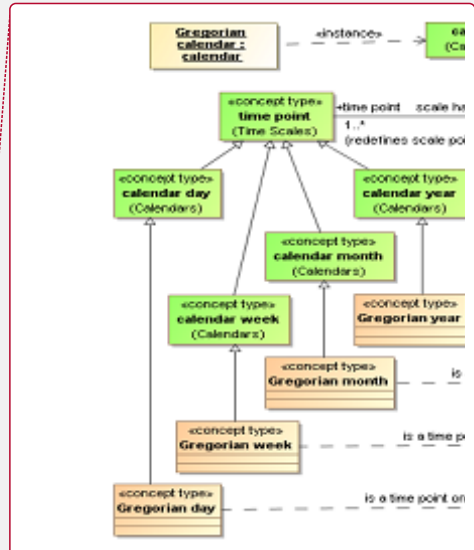 Gregorian
calendar :
calendar
«instance»
«concept type»
time point
(Time Scales)
+time point scale
1..*
(redefines scale
«concept type»
calendar day
(Calendars)
«concept type»
calendar year
(Calendars)
«concept type»
calendar month
(Calendars)
«concept type»
calendar week
(Calendars)
«concept type»
Gregorian year
«concept type»
Gregorian month
is
«concept type»
Gregorian week
is a time
«concept type»
Gregorian day
is a time point on